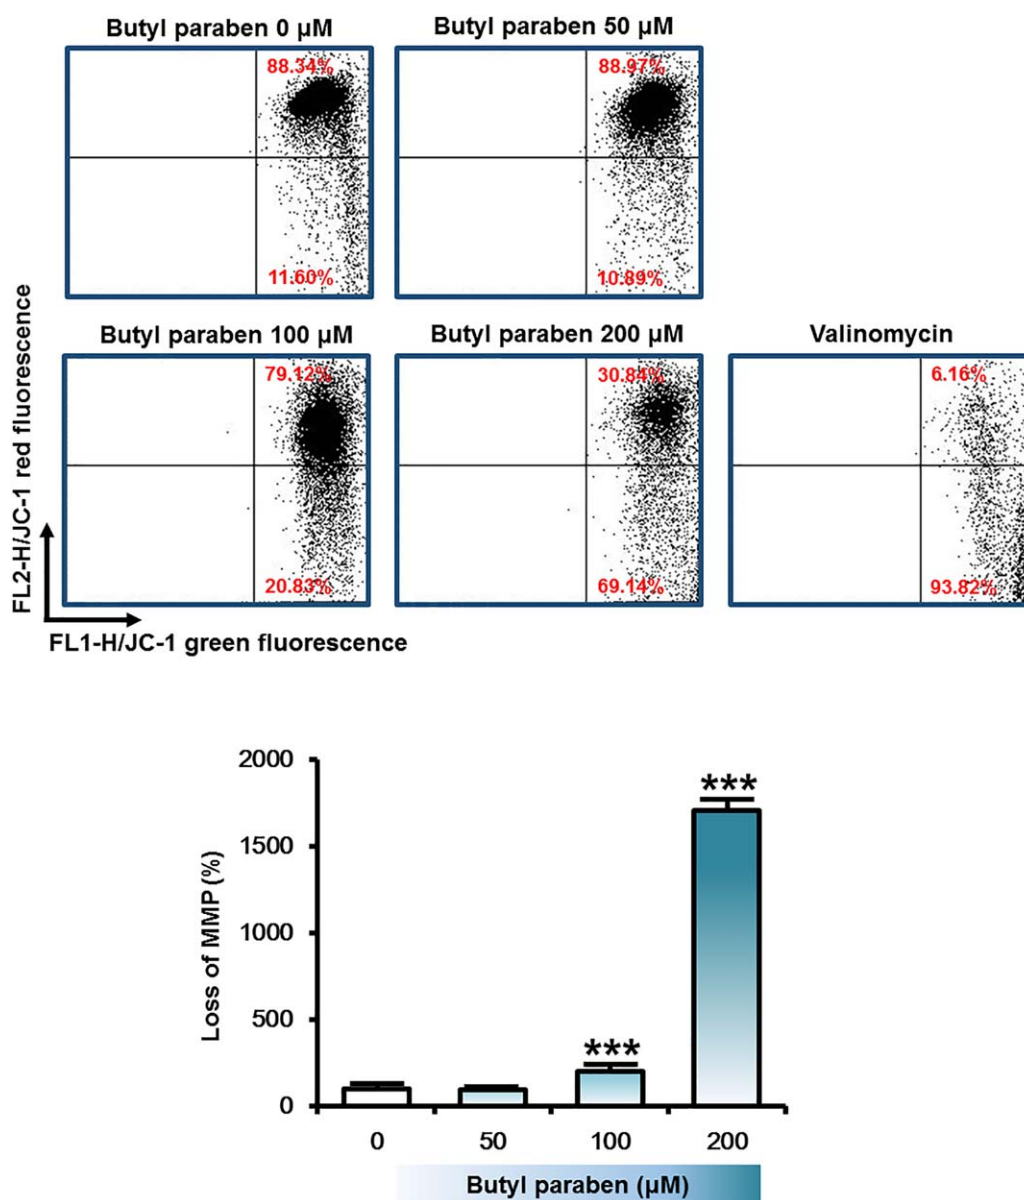 Butyl paraben 0 µM
Butyl paraben 50 µM
88.34%
88.97%
11.60%
10.89%
Butyl paraben 100 µM
Butyl paraben 200 µM
Valinomycin
79.12%
30.84%
6.16%
20.83%
69.14%
93.82%
FL2-H/JC-1 red fluorescence
FL1-H/JC-1 green fluorescence
2000
1500
1000
500
0
Loss of MMP (%)
***
***
0
50
100
200
Butyl paraben (µM)